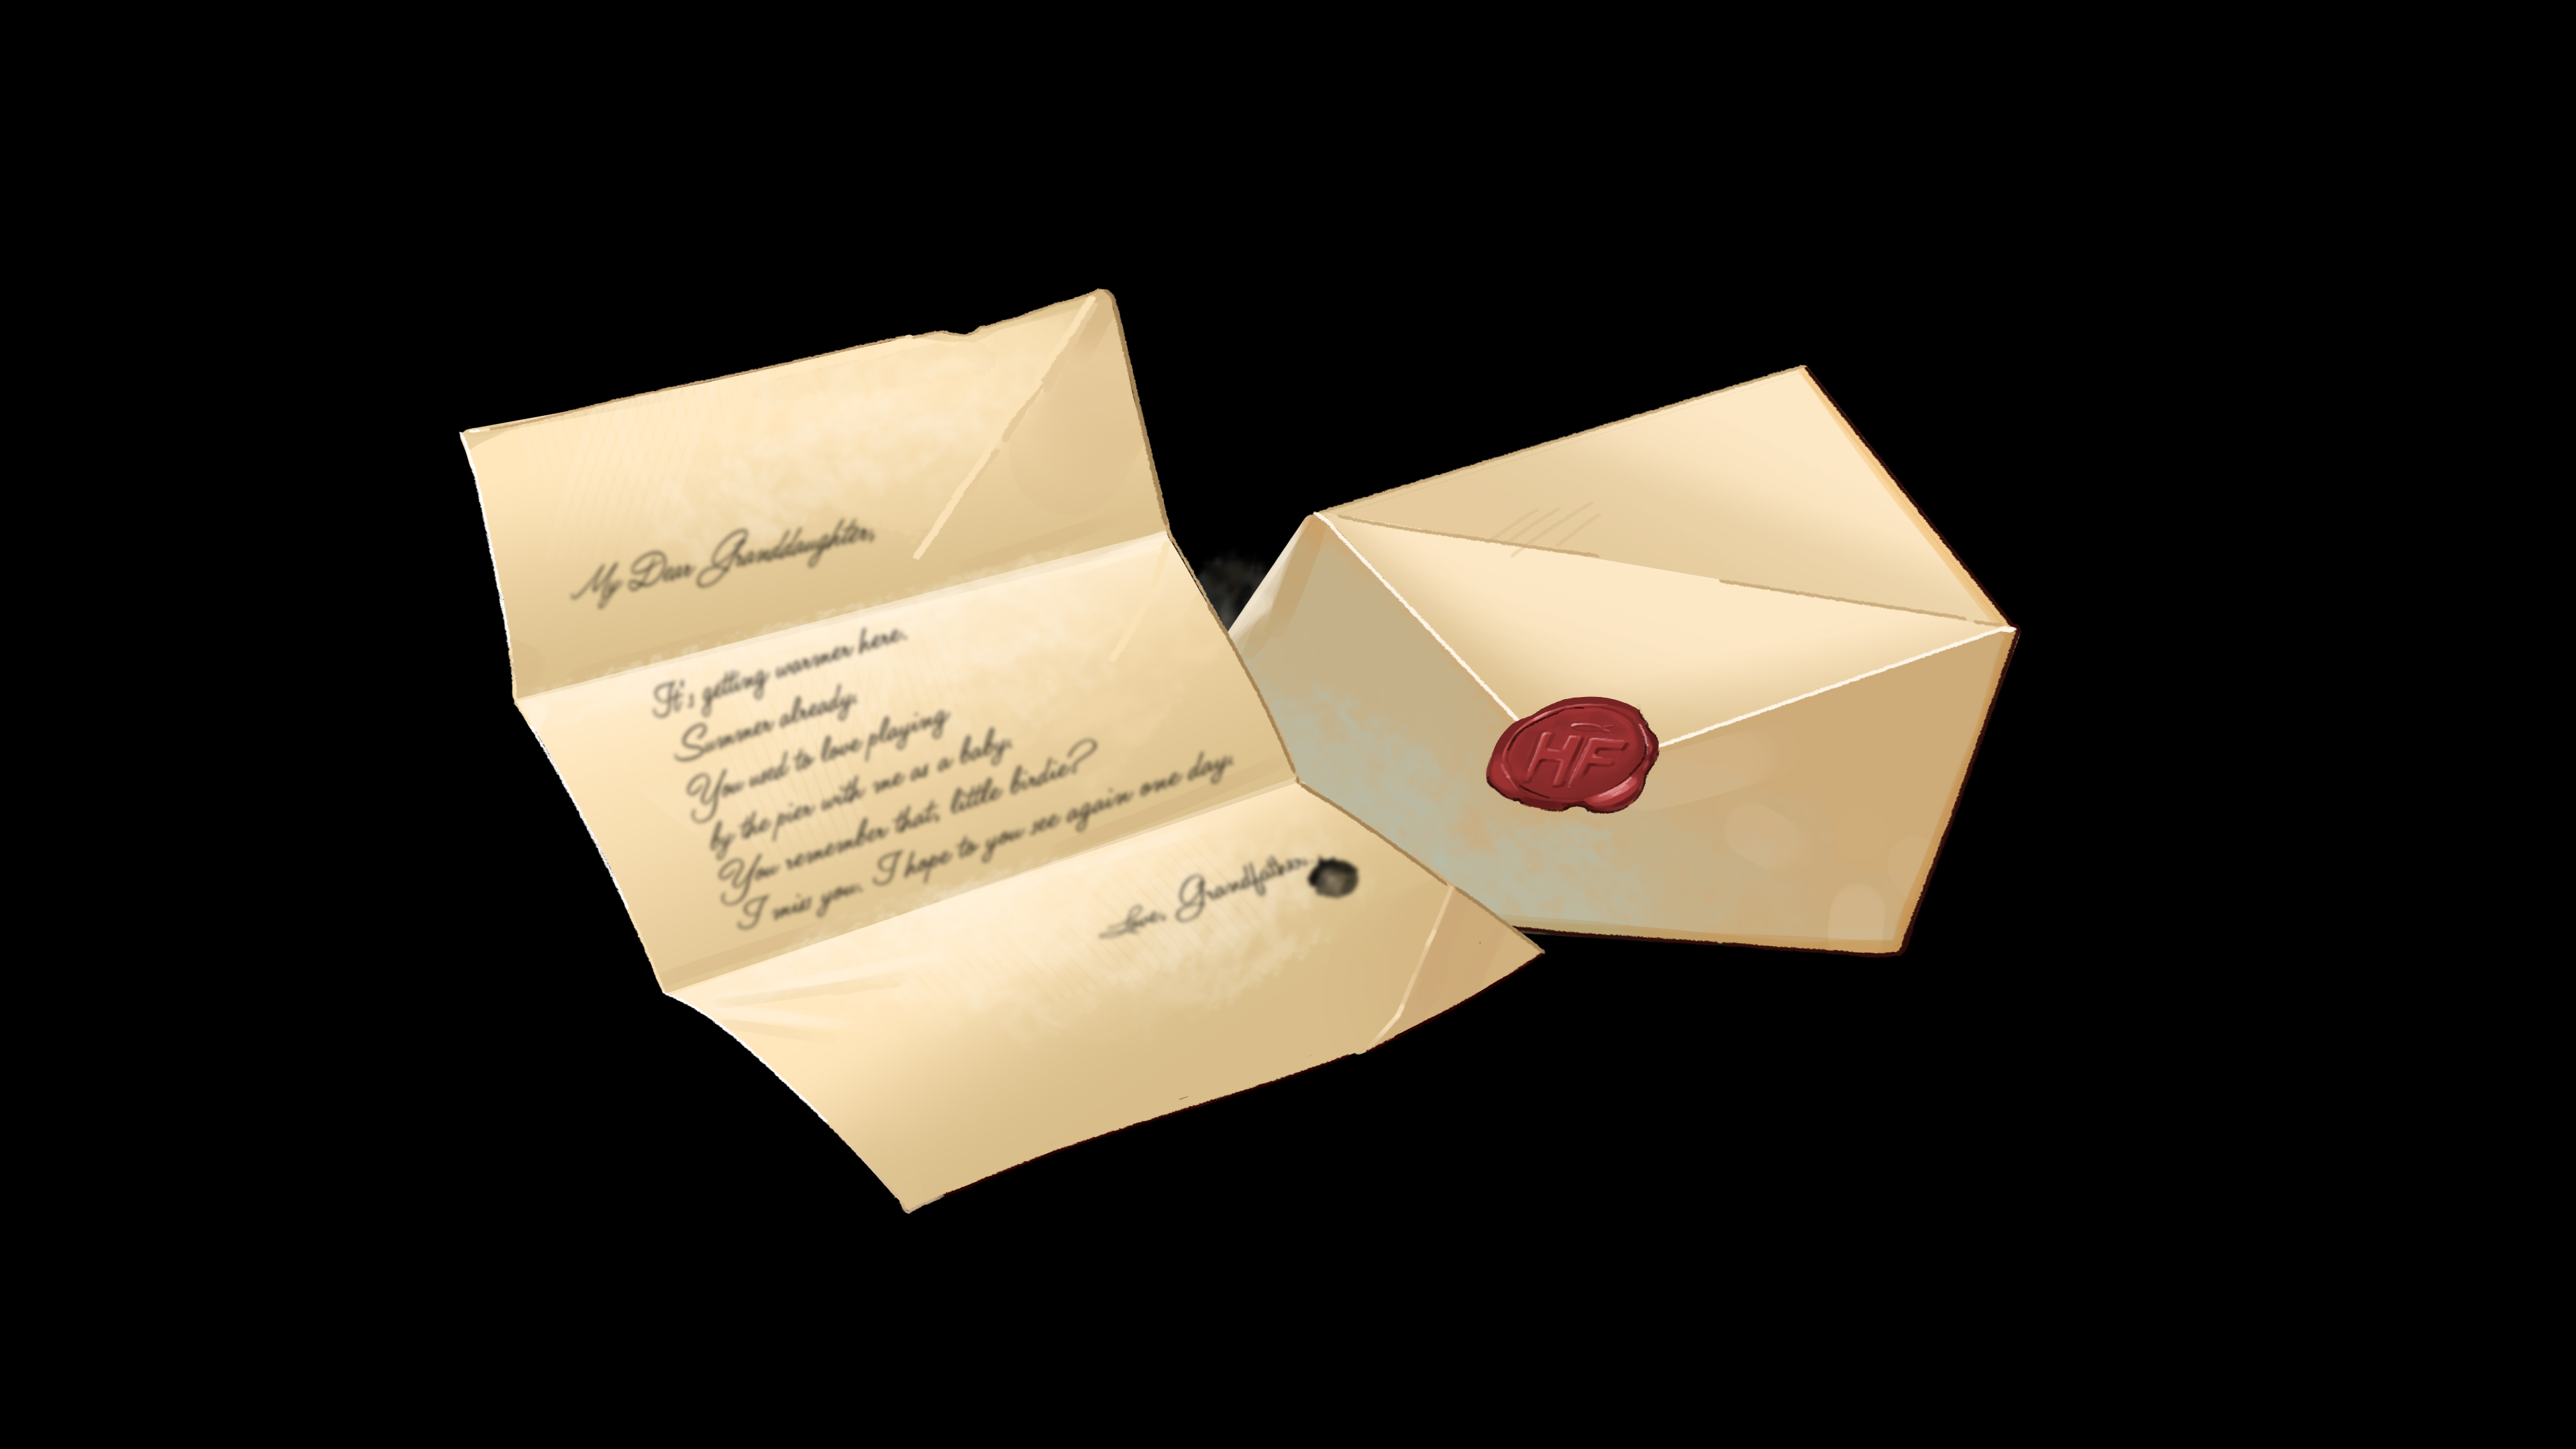 My Dear Granddaughter,
It's getting warmer here.
Summer already.
You used to love playing
by the pier with me as a baby.
You remember that, little birdie?
I miss you. I hope to you see again one day.
Love, Grandfather
HF